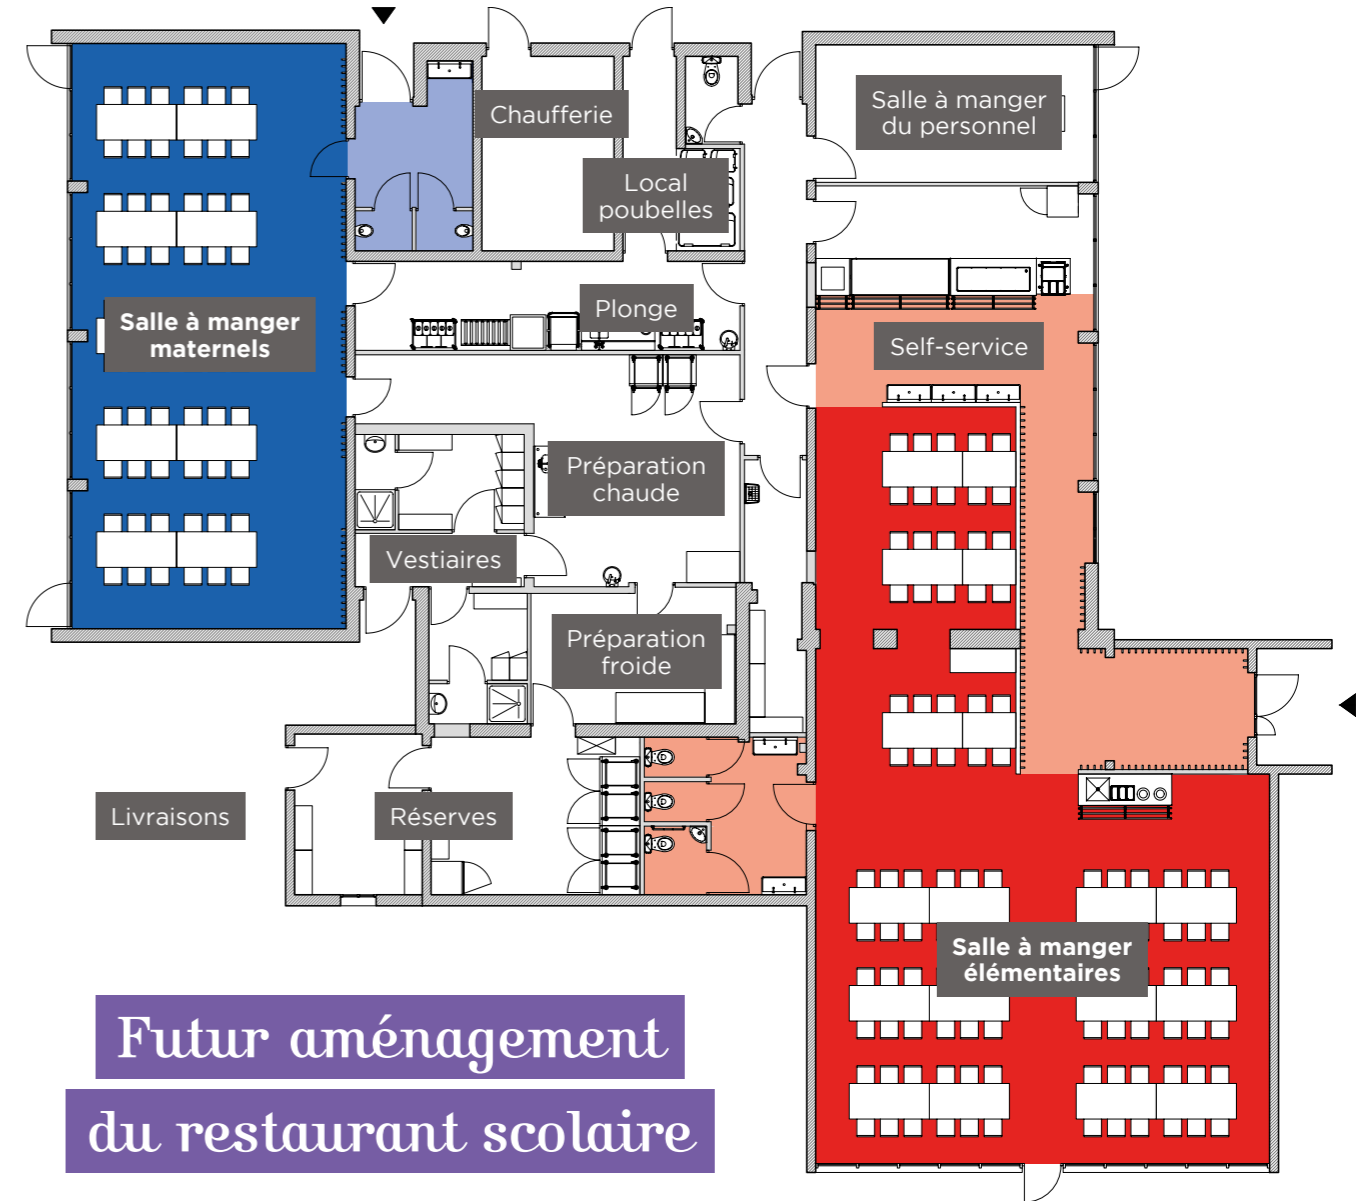 Chaufferie
Salle à manger
du personnel
Local
poubelles
Plonge
Salle à manger
maternels
Self-service
Préparation
chaude
Vestiaires
Préparation
froide
Livraisons
Réserves
Salle à manger
élémentaires
Futur aménagement
du restaurant scolaire